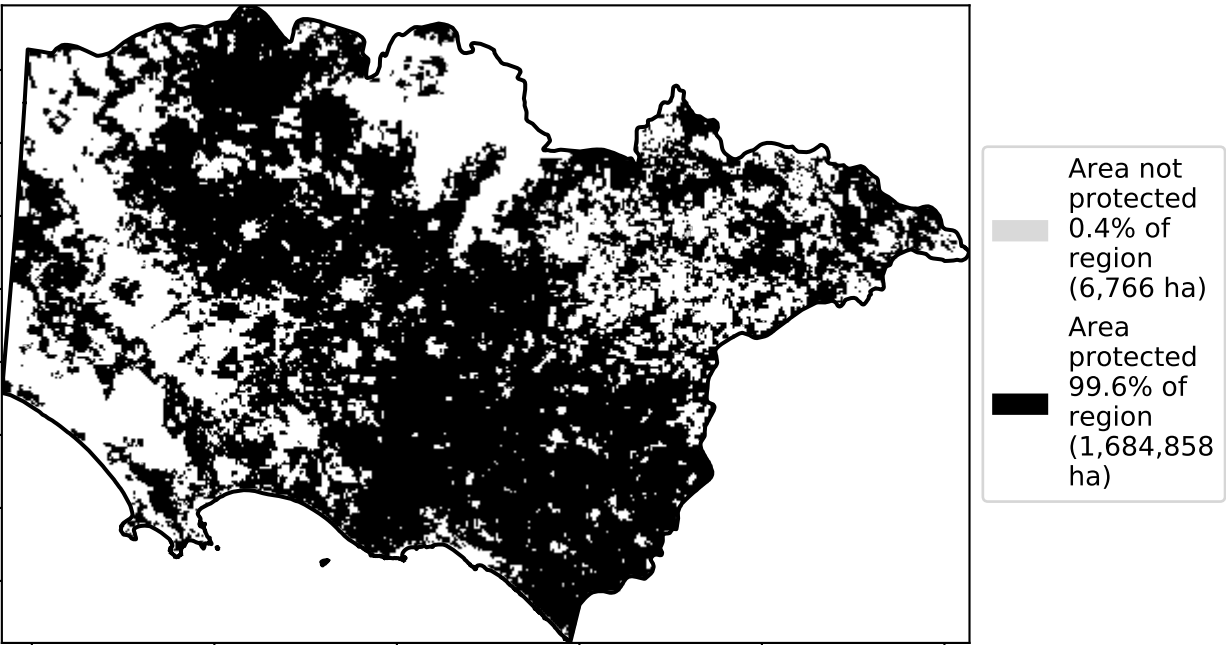 Area not
protected
0.4% of
region
(6,766 ha)
Area
protected
99.6% of
region
(1,684,858
ha)